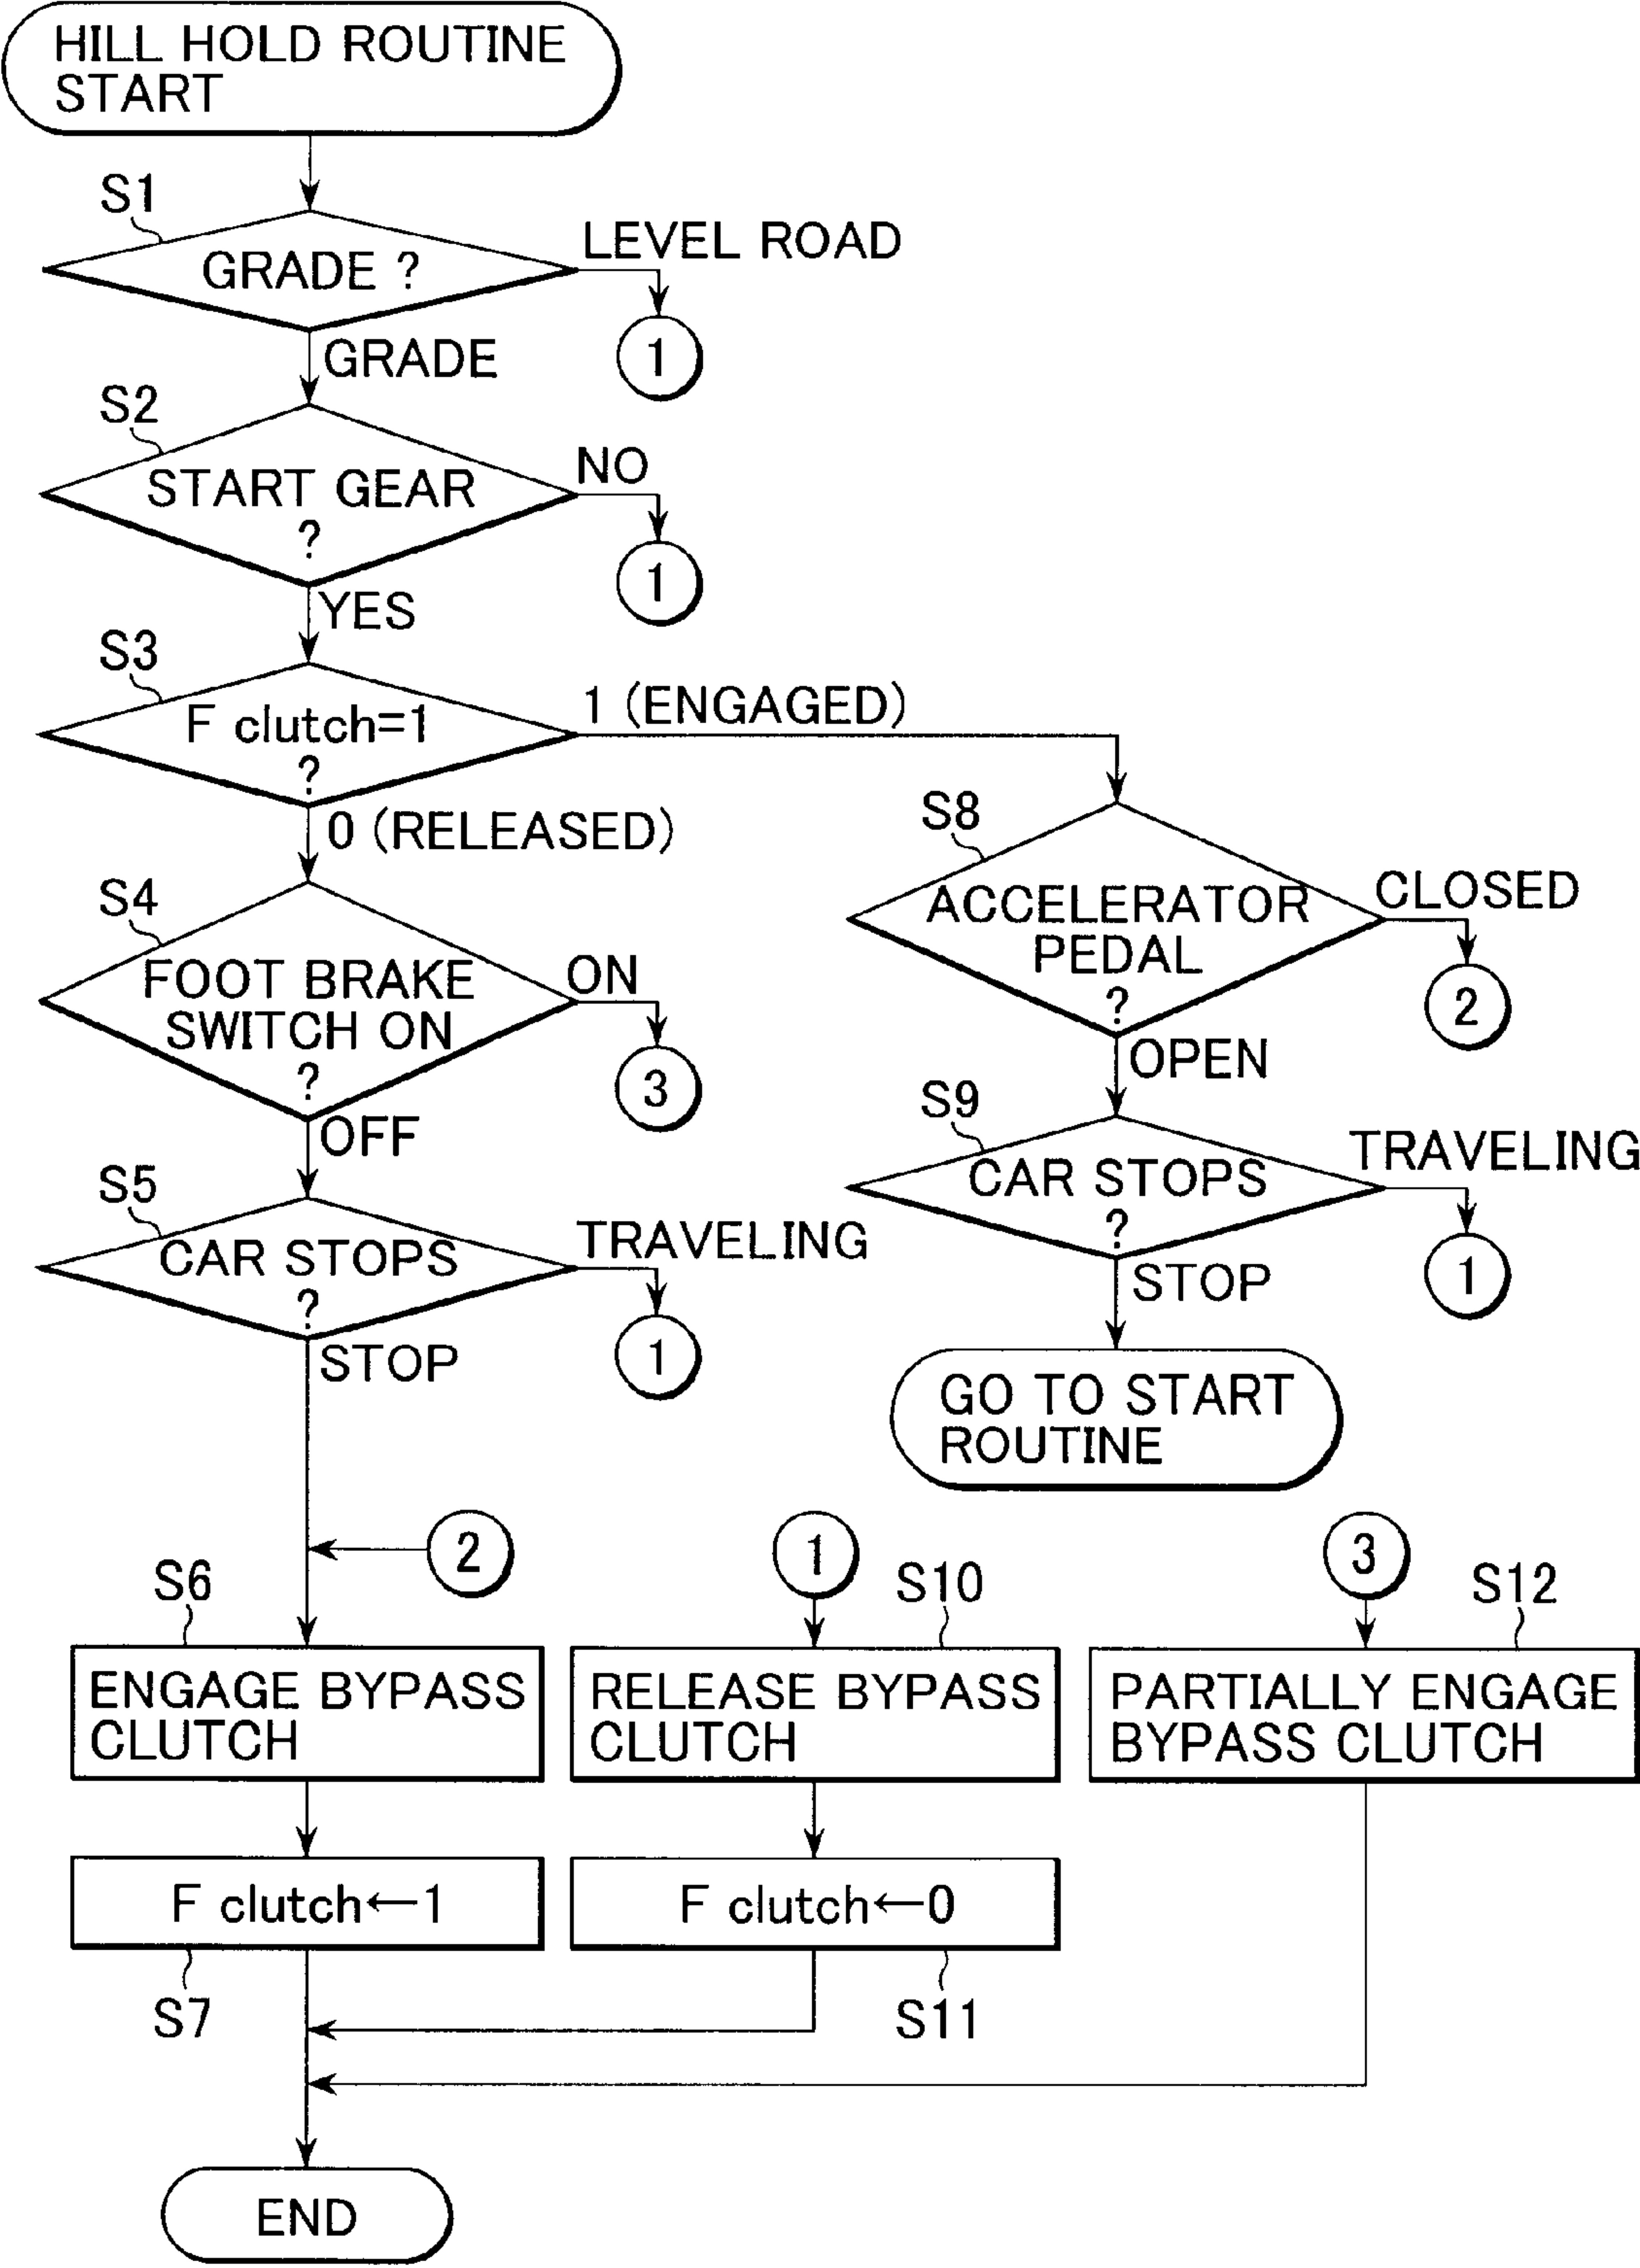 HILL HOLD ROUTINE
START
S1
GRADE ?
LEVEL ROAD
1
GRADE
S2
START GEAR
?
NO
1
YES
S3
F clutch=1
?
1 (ENGAGED)
0 (RELEASED)
S4
FOOT BRAKE
SWITCH ON
?
ON
3
OFF
S5
CAR STOPS
?
TRAVELING
1
STOP
S8
ACCELERATOR
PEDAL
?
CLOSED
2
OPEN
S9
CAR STOPS
?
TRAVELING
1
STOP
GO TO START
ROUTINE
2
S6
ENGAGE BYPASS
CLUTCH
F clutch←1
S7
1
S10
RELEASE BYPASS
CLUTCH
F clutch←0
S11
3
S12
PARTIALLY ENGAGE
BYPASS CLUTCH
END